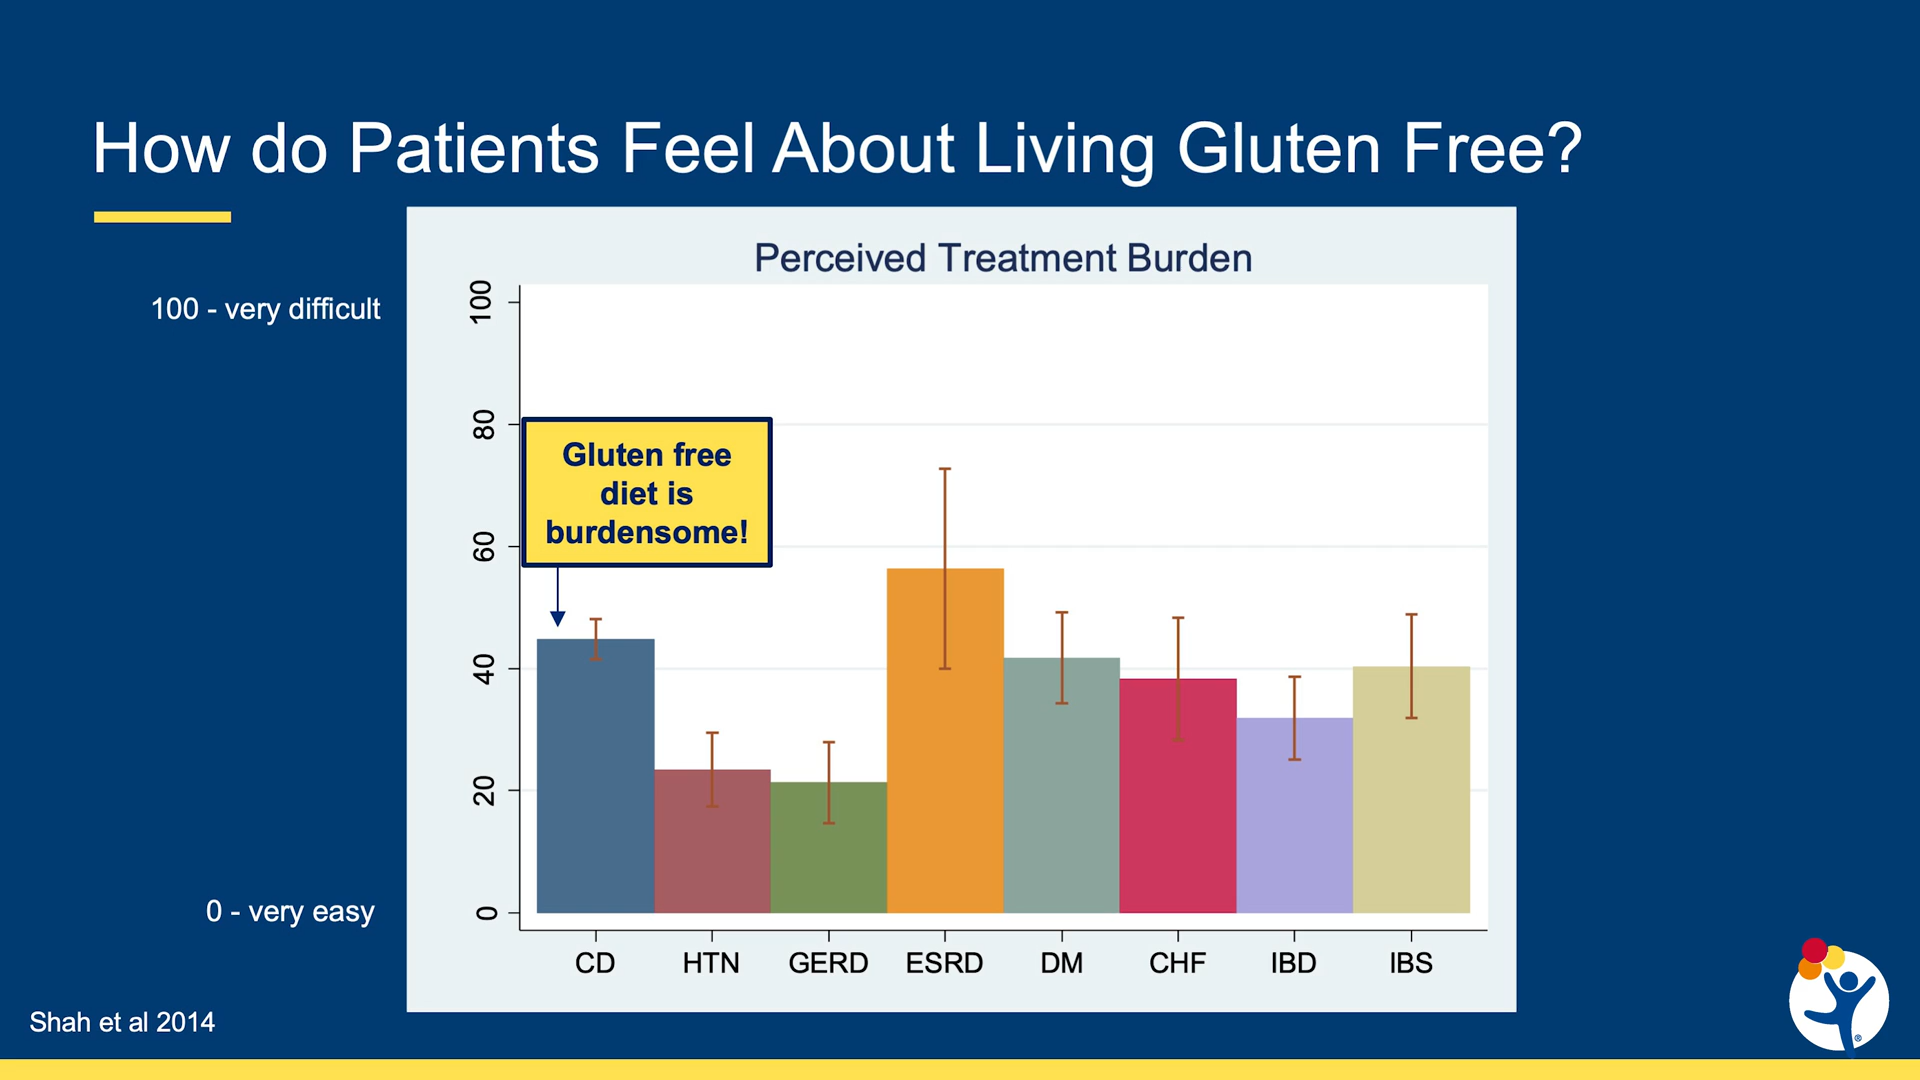 How do Patients Feel About Living Gluten Free?
Perceived Treatment Burden
100 - very difficult
100
80
60
40
20
0
Gluten free
diet is
burdensome!
0 - very easy
CD HTN GERD ESRD DM CHF IBD IBS
Shah et al 2014
®